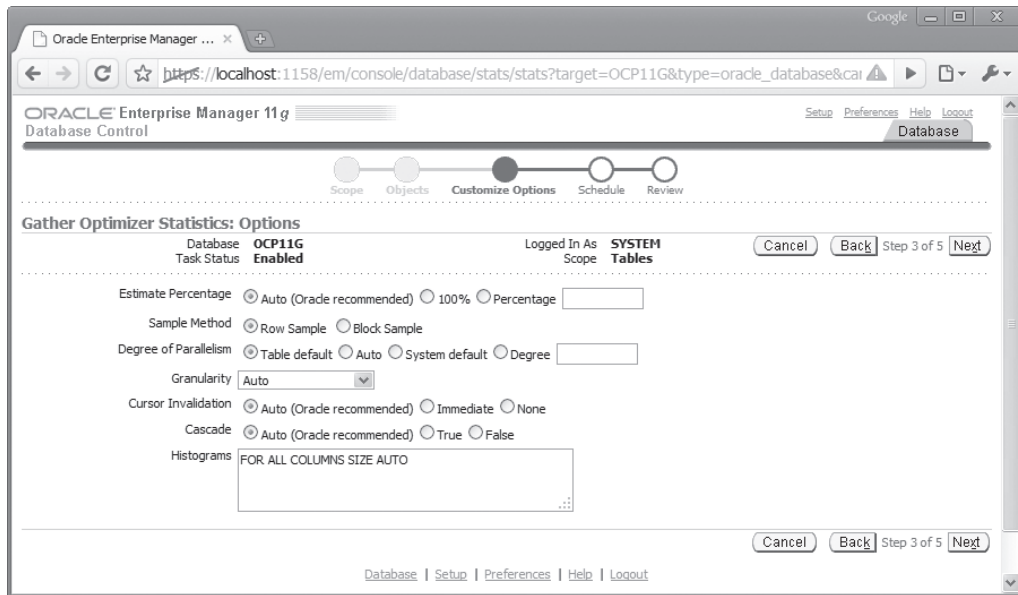 Google
Oracle Enterprise Manager ...
https://localhost:1158/em/console/database/stats/stats?target=OCP11G&type=oracle_database&cai
ORACLE Enterprise Manager 11g
Database Control
Setup Preferences Help Logout
Database
Scope Objects Customize Options Schedule Review
Gather Optimizer Statistics: Options
Database OCP11G
Task Status Enabled
Logged In As SYSTEM
Scope Tables
Cancel Back Step 3 of 5 Next
Estimate Percentage Auto (Oracle recommended) 100% Percentage
Sample Method Row Sample Block Sample
Degree of Parallelism Table default Auto System default Degree
Granularity Auto
Cursor Invalidation Auto (Oracle recommended) Immediate None
Cascade Auto (Oracle recommended) True False
Histograms FOR ALL COLUMNS SIZE AUTO
Cancel Back Step 3 of 5 Next
Database | Setup | Preferences | Help | Logout